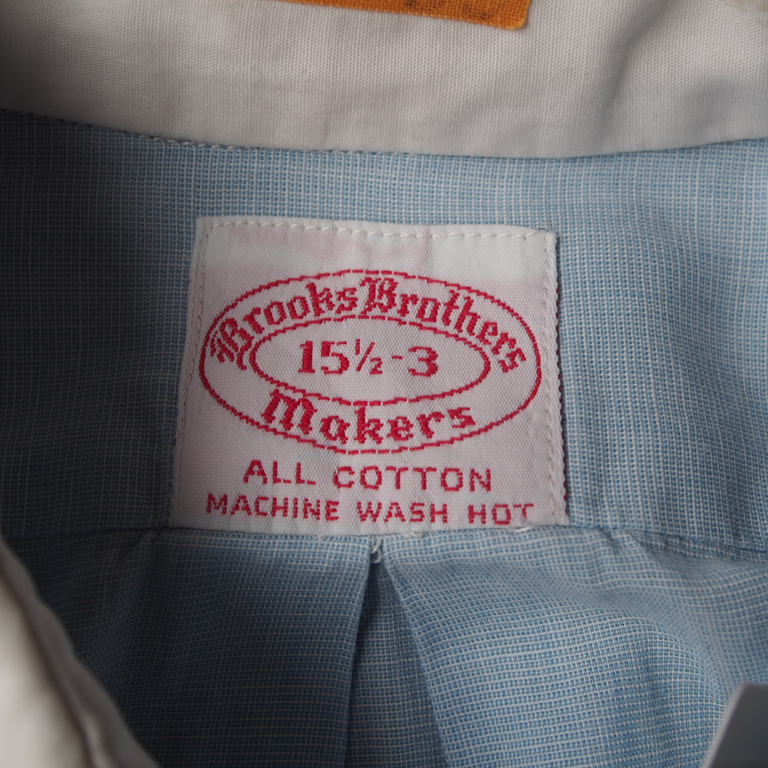 Brooks Brothers
15½-3
Makers
ALL COTTON
MACHINE WASH HOT